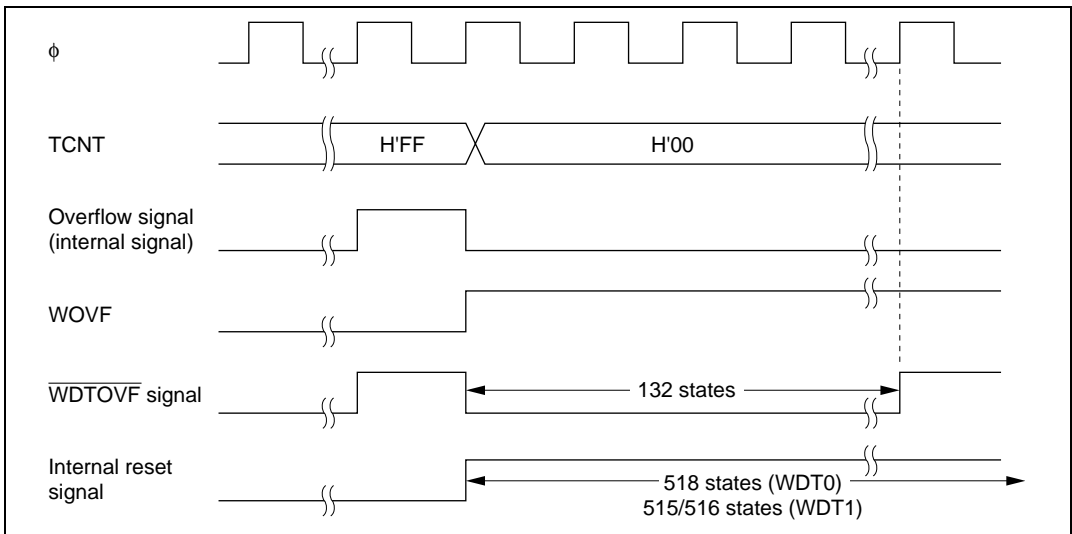 ϕ
TCNT
H'FF
H'00
Overflow signal
(internal signal)
WOVF
WDTOVF signal
132 states
Internal reset
signal
518 states (WDT0)
515/516 states (WDT1)